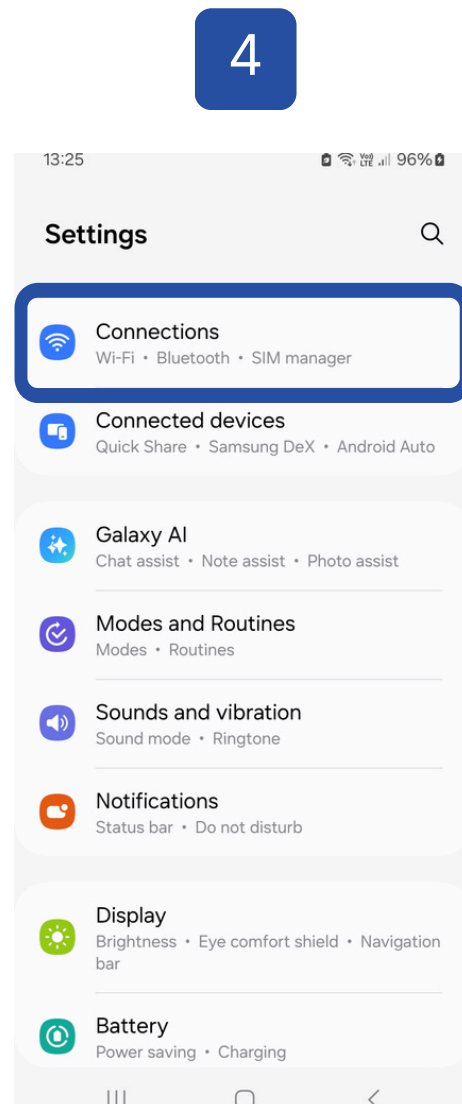 4
13:25
96%
Settings
Connections
Wi-Fi • Bluetooth • SIM manager
Connected devices
Quick Share • Samsung DeX • Android Auto
Galaxy AI
Chat assist • Note assist • Photo assist
Modes and Routines
Modes • Routines
Sounds and vibration
Sound mode • Ringtone
Notifications
Status bar • Do not disturb
Display
Brightness • Eye comfort shield • Navigation
bar
Battery
Power saving • Charging